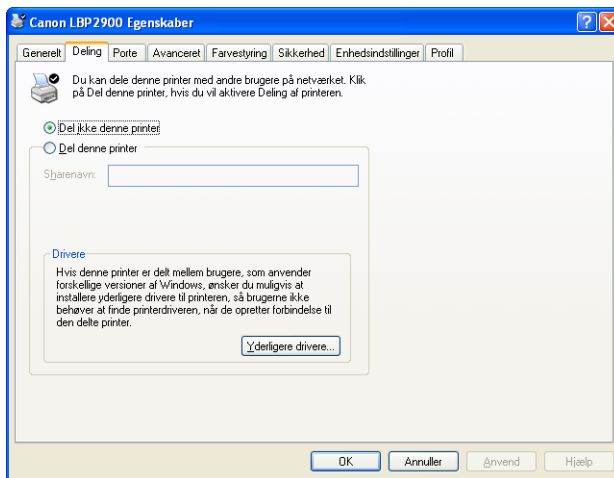 Canon LBP2900 Egenskaber
Generelt Deling Porte Avanceret Farvestyring Sikkerhed Enhedsindstillinger Profil
Du kan dele denne printer med andre brugere på netværket. Klik
på Del denne printer, hvis du vil aktivere Deling af printeren.
Del ikke denne printer
Del denne printer
Sharenavn:
Drivere
Hvis denne printer er delt mellem brugere, som anvender
forskellige versioner af Windows, ønsker du muligvis at
installere yderligere drivere til printeren, så brugerne ikke
behøver at finde printerdriveren, når de opretter forbindelse til
den delte printer.
Yderligere drivere...
OK Annuller Anvend Hjælp